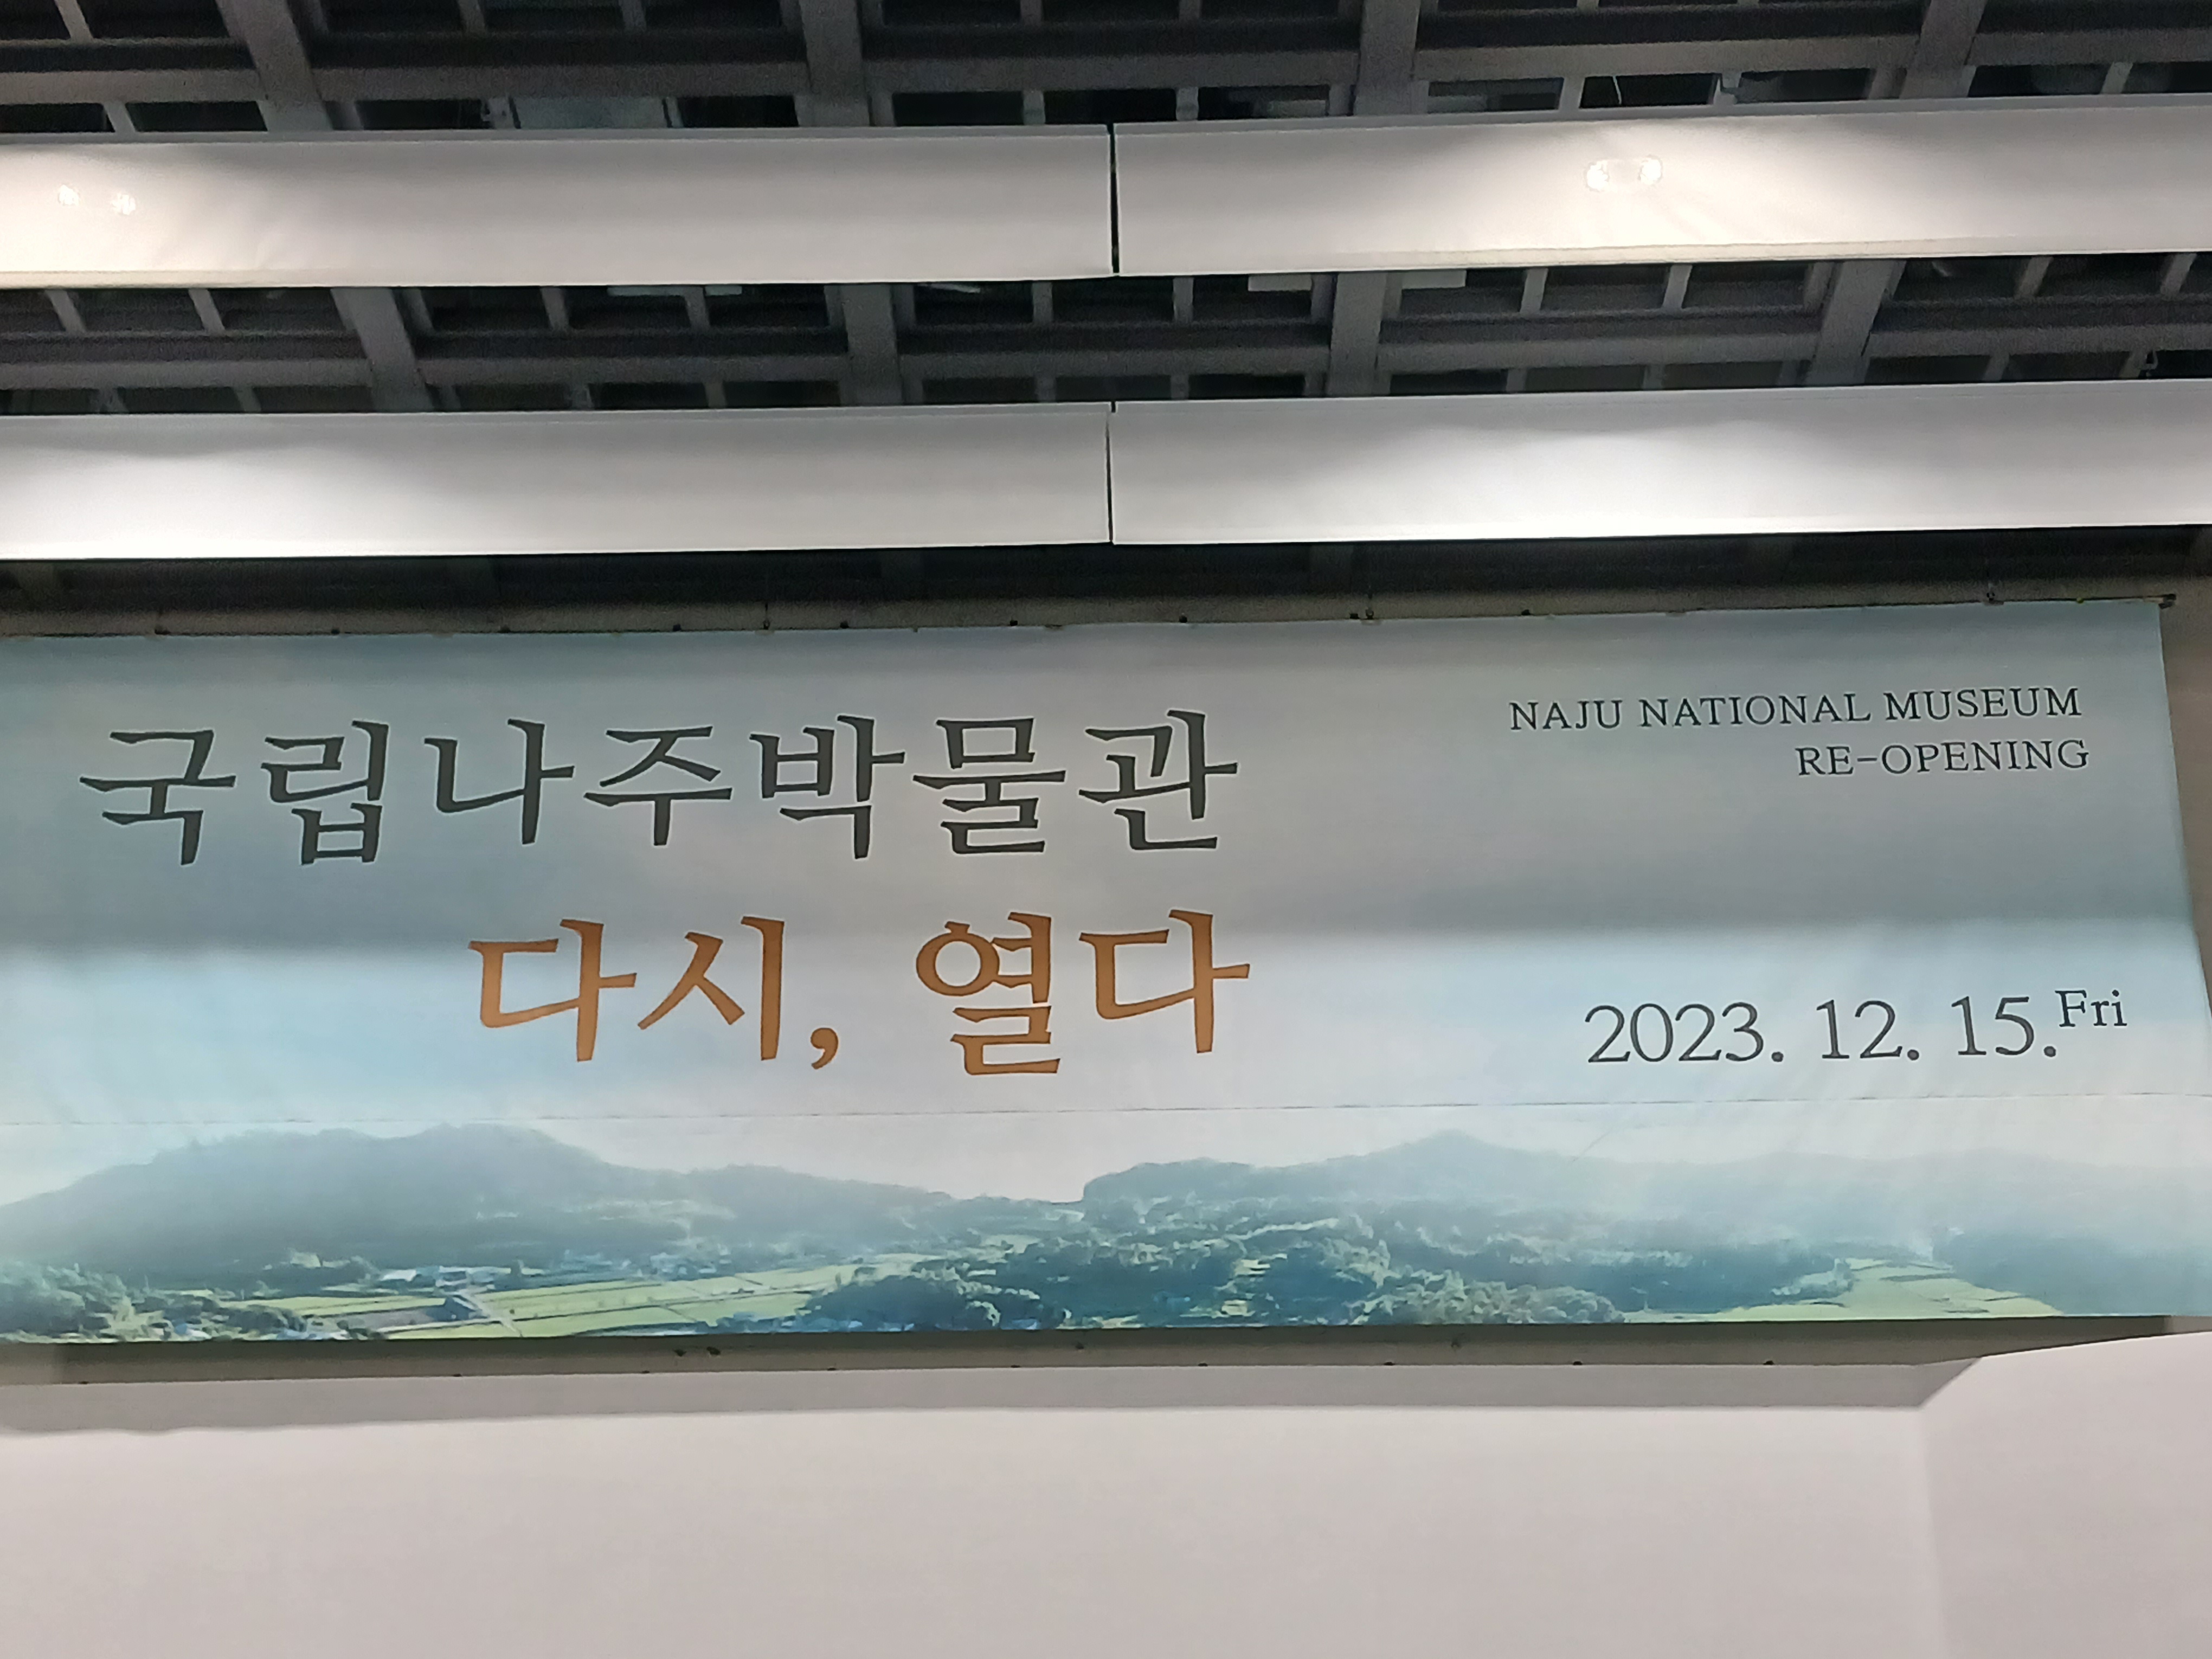 국립나주박물관
다시, 열다
NAJU NATIONAL MUSEUM
RE-OPENING
2023. 12. 15. Fri